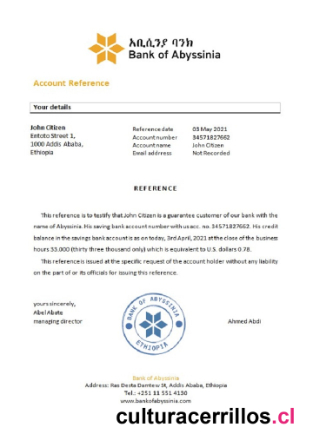 አቢሲንያ ባንክ
Bank of Abyssinia
Account Reference
Your details
John Citizen
Entoto Street 1,
1000 Addis Ababa,
Ethiopia
Reference date 03 May 2021
Account number 34571827662
Account name John Citizen
Email address Not Recorded
REFERENCE
This reference is to testify that John Citizen is a guarantee customer of our bank with the
name of Abyssinia. His saving bank account number with us acc. no. 34571827662. His credit
balance in the savings bank account is as on today, 3rd April, 2021 at the close of the business
hours 33.000 (thirty three thousand only) which is equivalent to U.S. dollars 0.78.
This reference is issued at the specific request of the account holder without any liability
on the part of or its officials for issuing this reference.
yours sincerely,
Abel Abate
managing director
BANK OF ABYSSINIA
ETHIOPIA
Ahmed Abdi
Bank of Abyssinia
Address: Ras Desta Damtew St, Addis Ababa, Ethiopia
Tel.: +251 11 551 4130
www.bankofabyssinia.com
culturacerrillos.cl